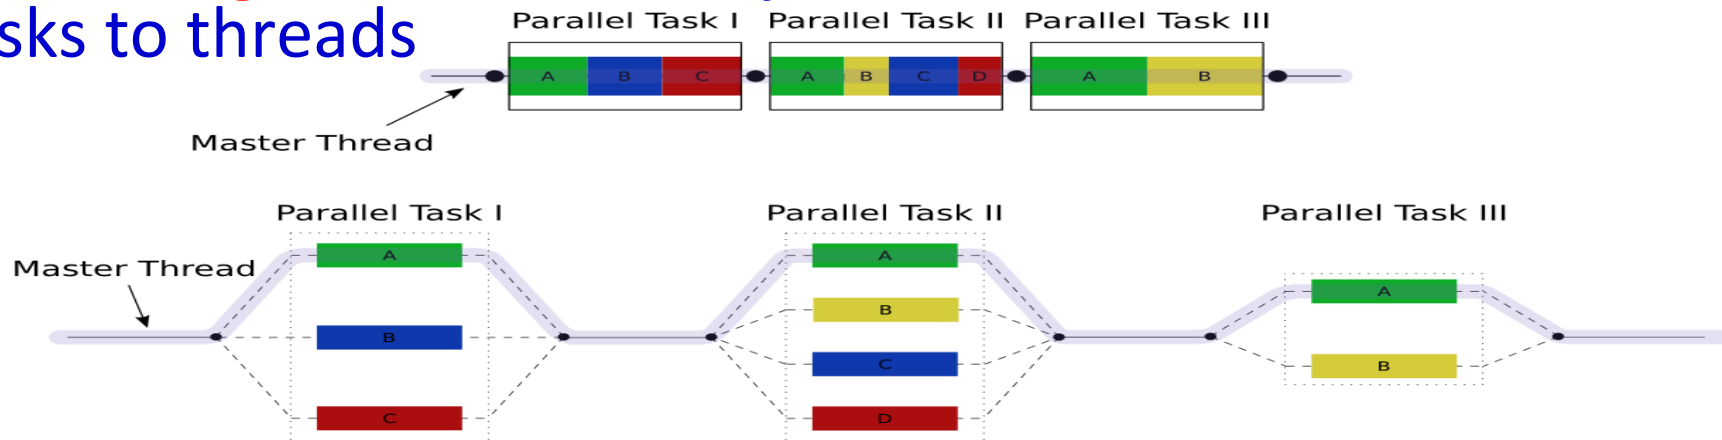 Parallel Task I Parallel Task II Parallel Task III
sks to threads
A B C A B C D A B
Master Thread
Parallel Task I Parallel Task II Parallel Task III
A A
Master Thread
A
B
B C
B
C D